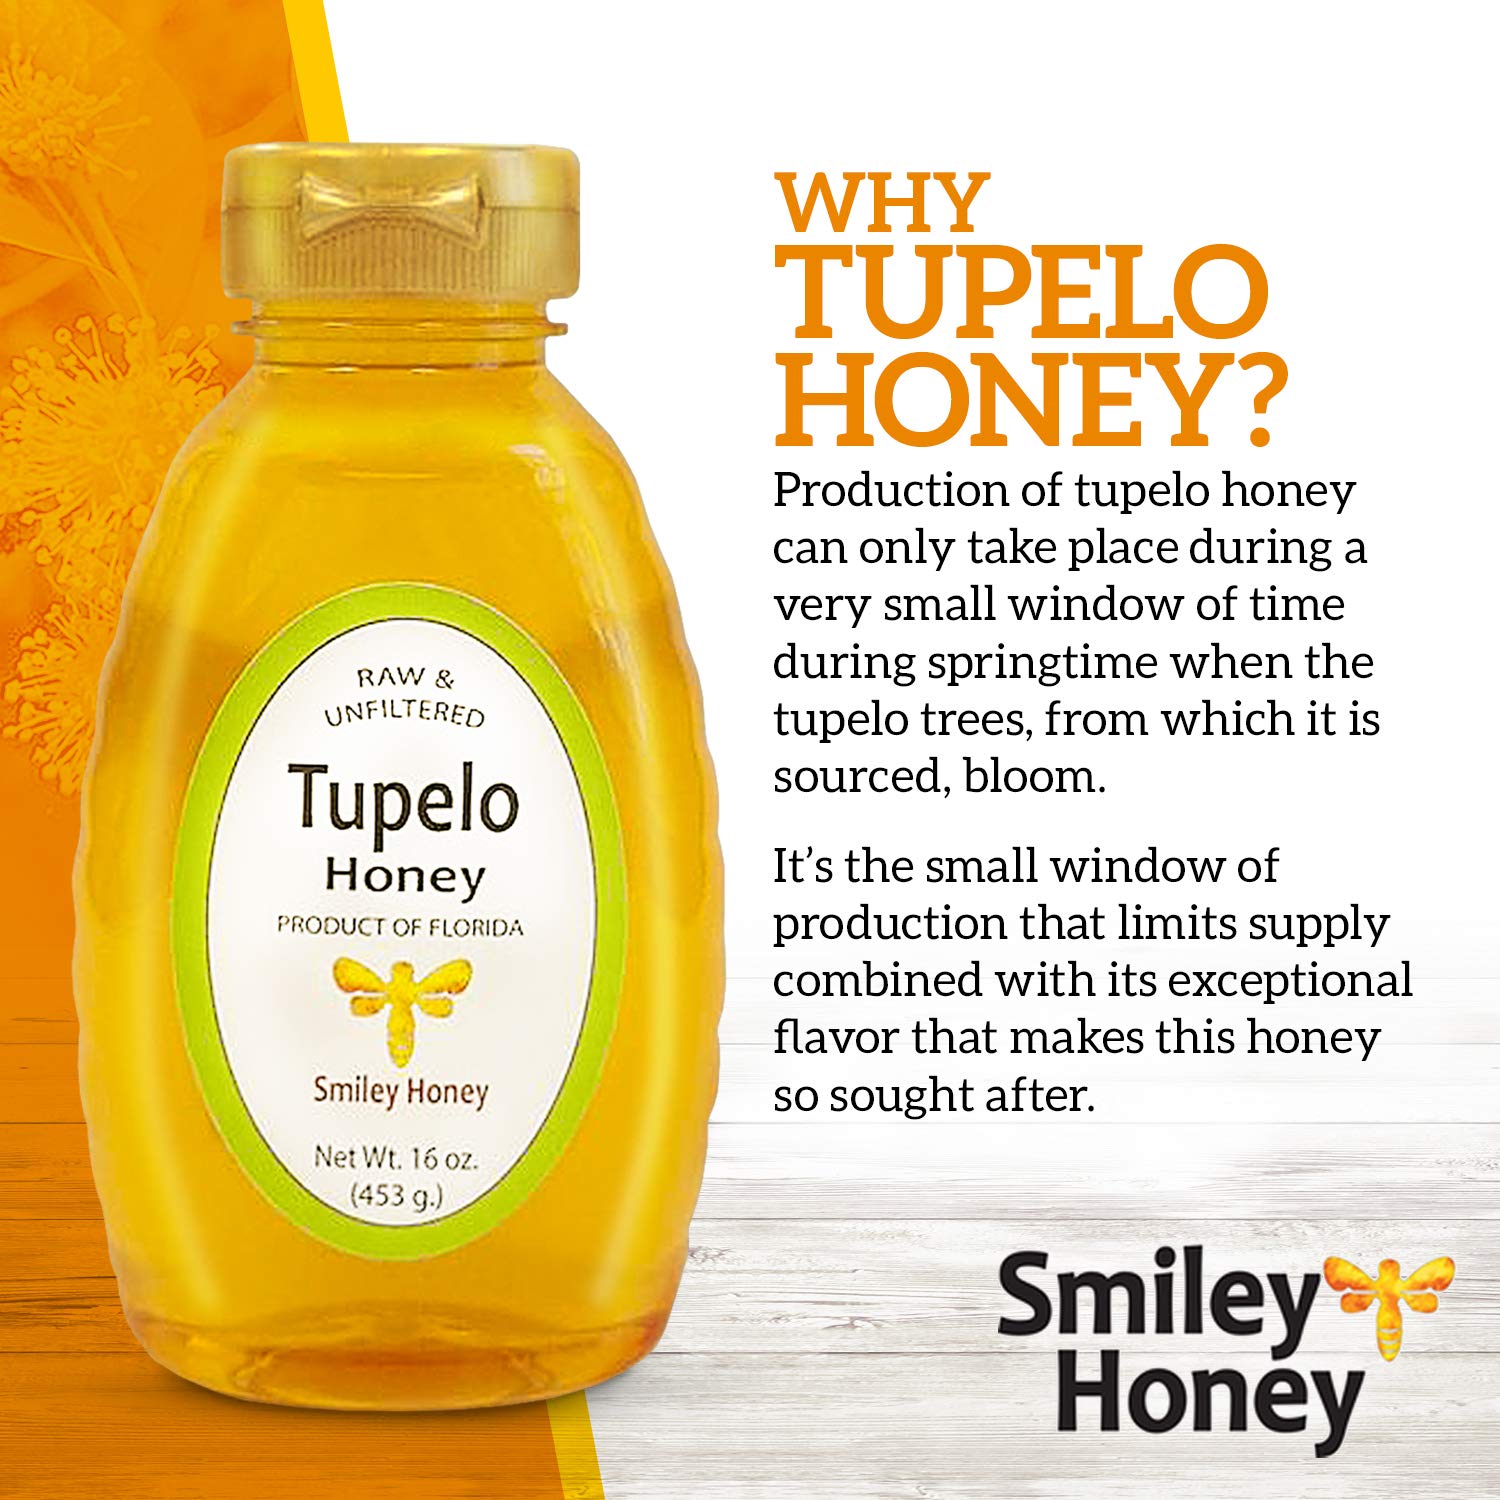 RAW &
UNFILTERED
Tupelo
Honey
PRODUCT OF FLORIDA
Smiley Honey
Net Wt. 16 oz.
(453 g.)
WHY
TUPELO
HONEY?
Production of tupelo honey
can only take place during a
very small window of time
during springtime when the
tupelo trees, from which it is
sourced, bloom.
It's the small window of
production that limits supply
combined with its exceptional
flavor that makes this honey
so sought after.
Smiley
Honey